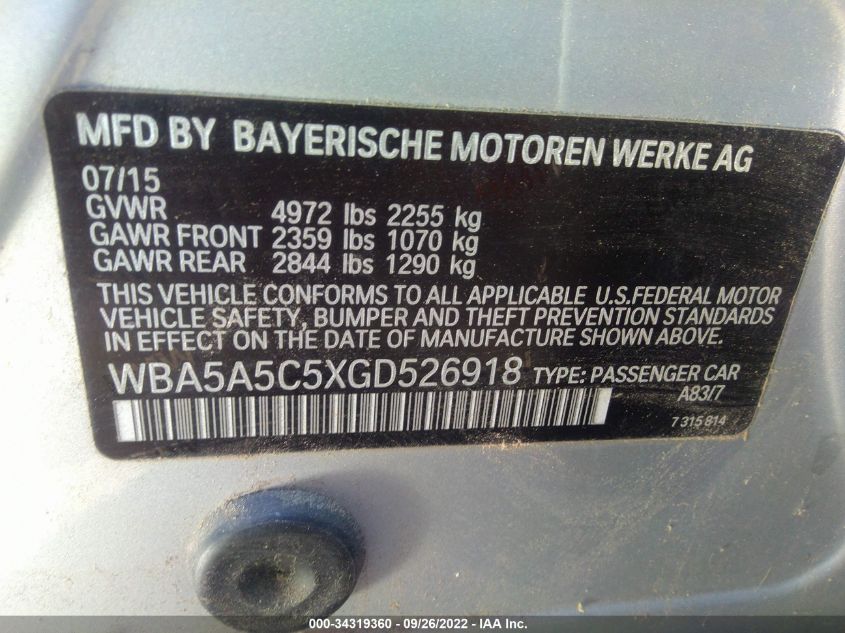 MFD BY BAYERISCHE MOTOREN WERKE AG
07/15
GVWR 4972 lbs 2255 kg
GAWR FRONT 2359 lbs 1070 kg
GAWR REAR 2844 lbs 1290 kg
THIS VEHICLE CONFORMS TO ALL APPLICABLE U.S.FEDERAL MOTOR
VEHICLE SAFETY, BUMPER AND THEFT PREVENTION STANDARDS
IN EFFECT ON THE DATE OF MANUFACTURE SHOWN ABOVE.
WBA5A5C5XGD526918 TYPE: PASSENGER CAR
A83/7
7 315 814
000-34319360 - 09/26/2022 - IAA Inc.